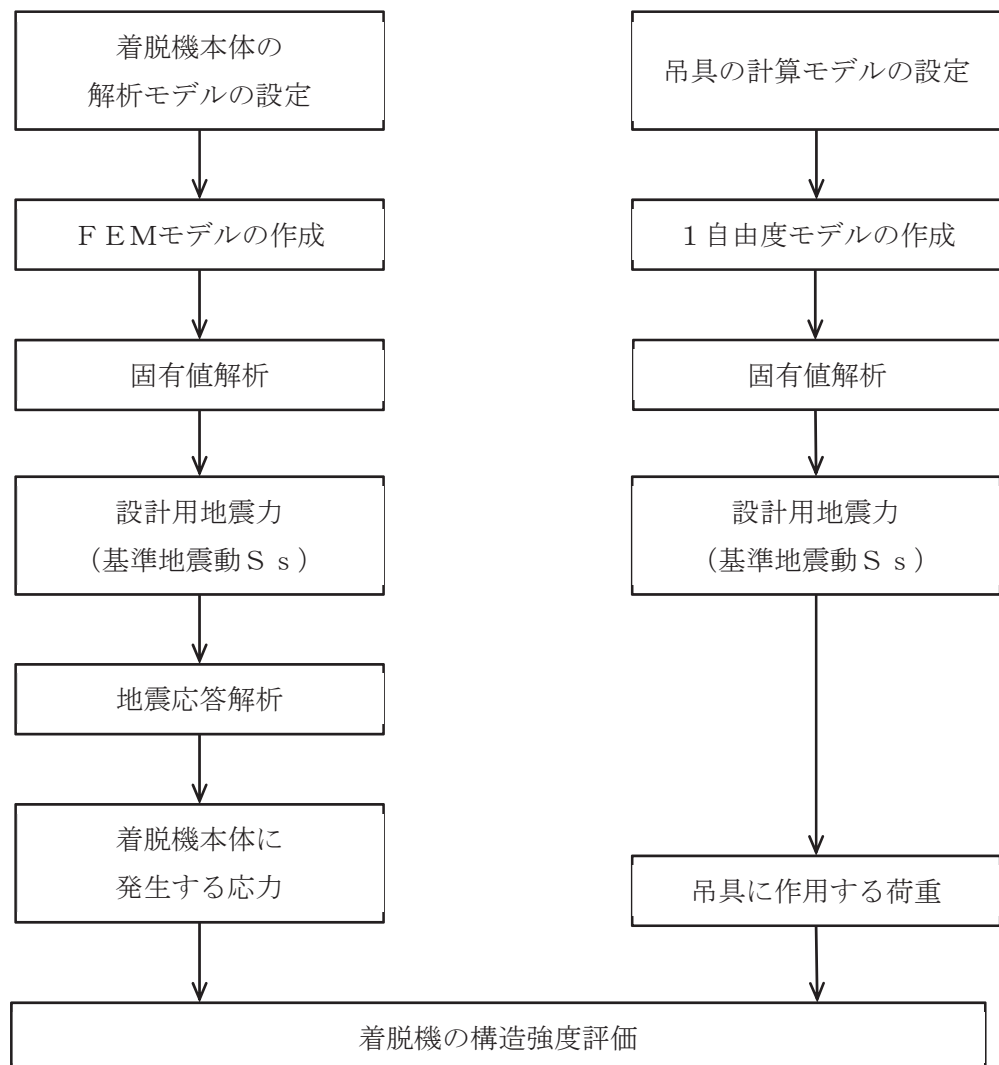 着脱機本体の
解析モデルの設定
ＦＥＭモデルの作成
固有値解析
設計用地震力
（基準地震動Ｓｓ）
地震応答解析
着脱機本体に
発生する応力
吊具の計算モデルの設定
１自由度モデルの作成
固有値解析
設計用地震力
（基準地震動Ｓｓ）
吊具に作用する荷重
着脱機の構造強度評価